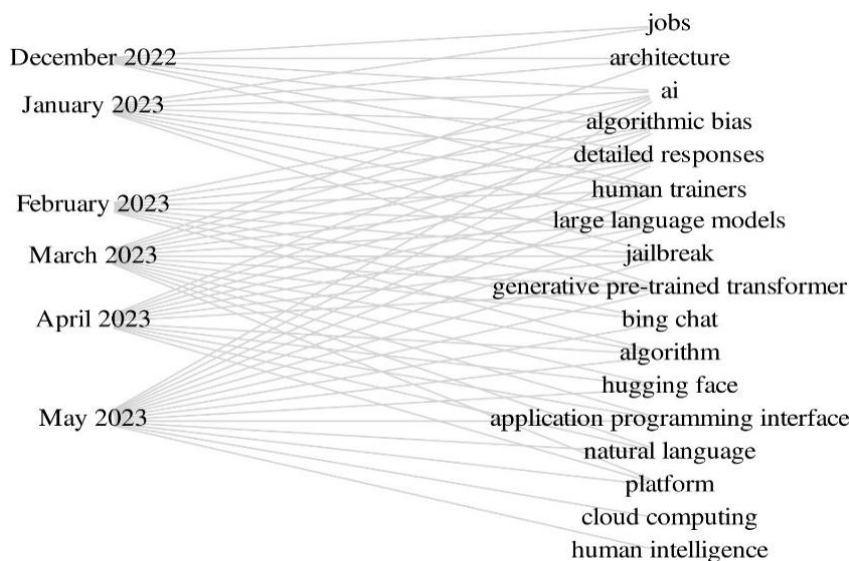 December 2022
January 2023
February 2023
March 2023
April 2023
May 2023
jobs
architecture
ai
algorithmic bias
detailed responses
human trainers
large language models
jailbreak
generative pre-trained transformer
bing chat
algorithm
hugging face
application programming interface
natural language
platform
cloud computing
human intelligence